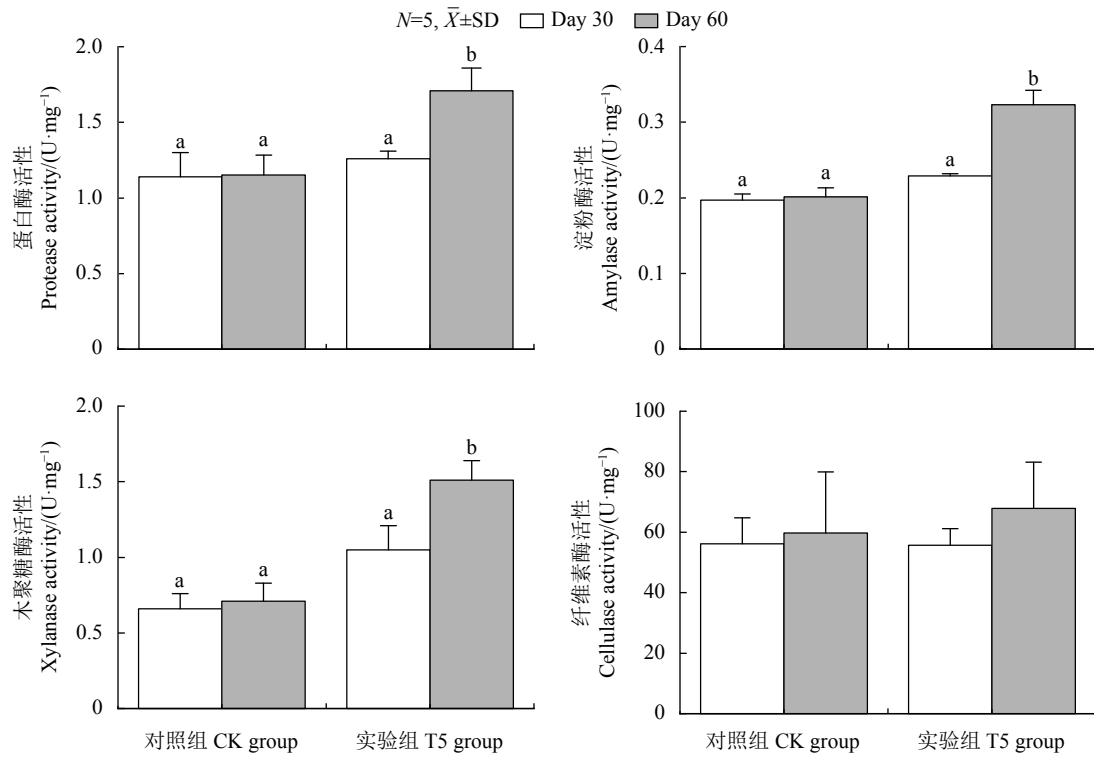 N=5, X̄±SD Day 30 Day 60
蛋白酶活性
Protease activity/(U·mg⁻¹)
2.0
1.5
1.0
0.5
0
a
a
a
b
淀粉酶活性
Amylase activity/(U·mg⁻¹)
0.4
0.3
0.2
0.1
0
a
a
a
b
木聚糖酶活性
Xylanase activity/(U·mg⁻¹)
2.0
1.5
1.0
0.5
0
a
a
a
b
对照组 CK group 实验组 T5 group
纤维素酶活性
Cellulase activity/(U·mg⁻¹)
100
80
60
40
20
0
对照组 CK group 实验组 T5 group